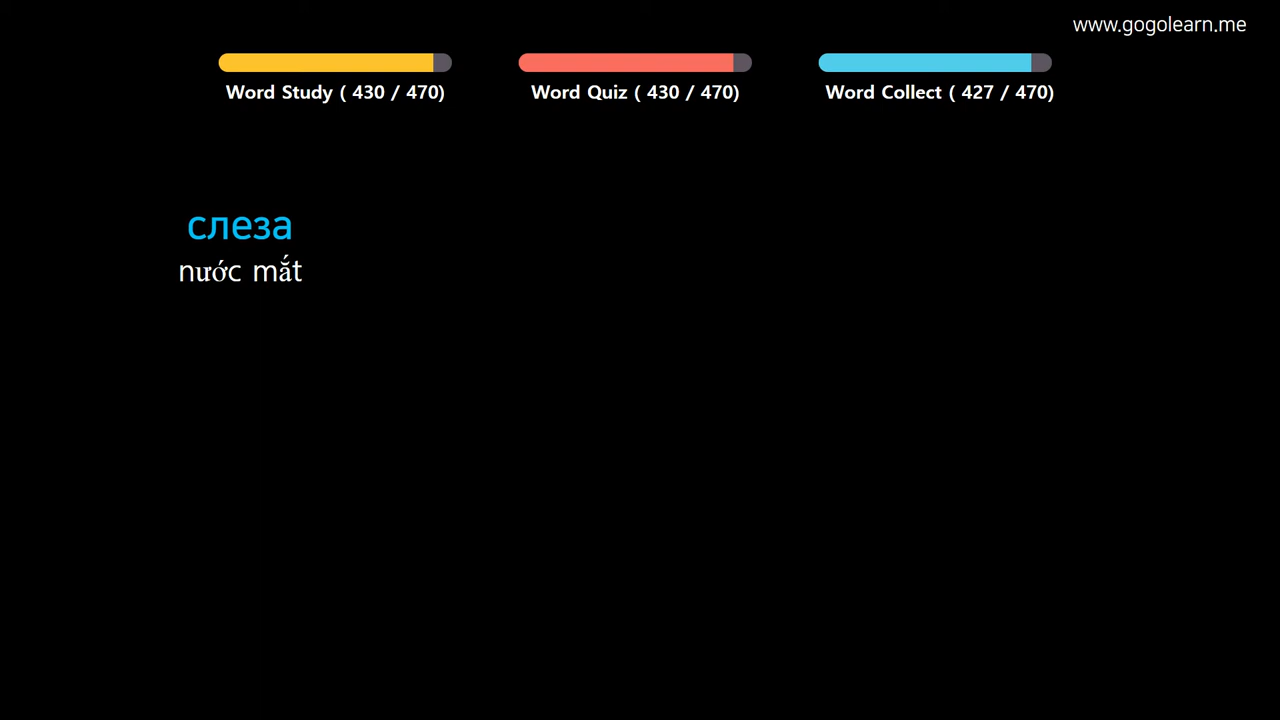 www.gogolearn.me
Word Study ( 430 / 470)
Word Quiz ( 430 / 470)
Word Collect ( 427 / 470)
слеза
nước mắt